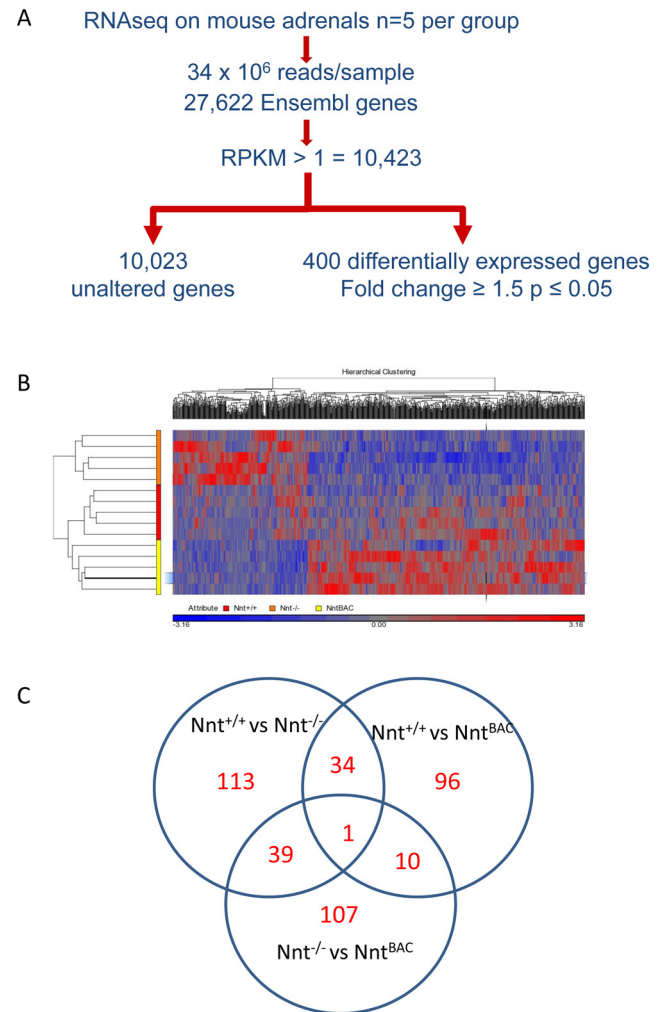 A
RNAseq on mouse adrenals n=5 per group
34 x 10⁶ reads/sample
27,622 Ensembl genes
RPKM > 1 = 10,423
10,023
unaltered genes
400 differentially expressed genes
Fold change ≥ 1.5 p ≤ 0.05
B
Hierarchical Clustering
Attribute Nnt+/+ Nnt-/- NntBAC
-3.16 0.00 3.16
C
Nnt⁺/⁺ vs Nnt⁻/⁻
Nnt⁺/⁺ vs Nntᴮᴬᶜ
113
34
96
1
39
10
107
Nnt⁻/⁻ vs Nntᴮᴬᶜ